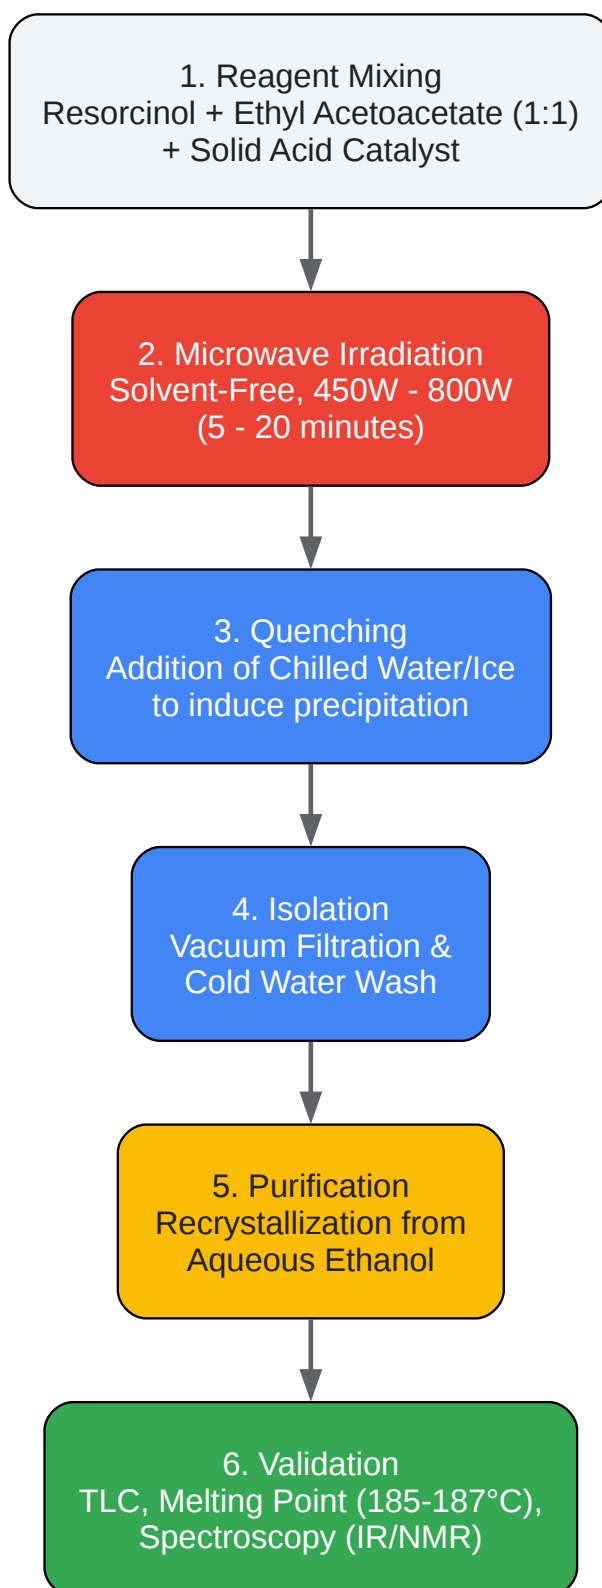 1. Reagent Mixing
Resorcinol + Ethyl Acetoacetate (1:1)
+ Solid Acid Catalyst
2. Microwave Irradiation
Solvent-Free, 450W - 800W
(5 - 20 minutes)
3. Quenching
Addition of Chilled Water/Ice
to induce precipitation
4. Isolation
Vacuum Filtration &
Cold Water Wash
5. Purification
Recrystallization from
Aqueous Ethanol
6. Validation
TLC, Melting Point (185-187°C),
Spectroscopy (IR/NMR)